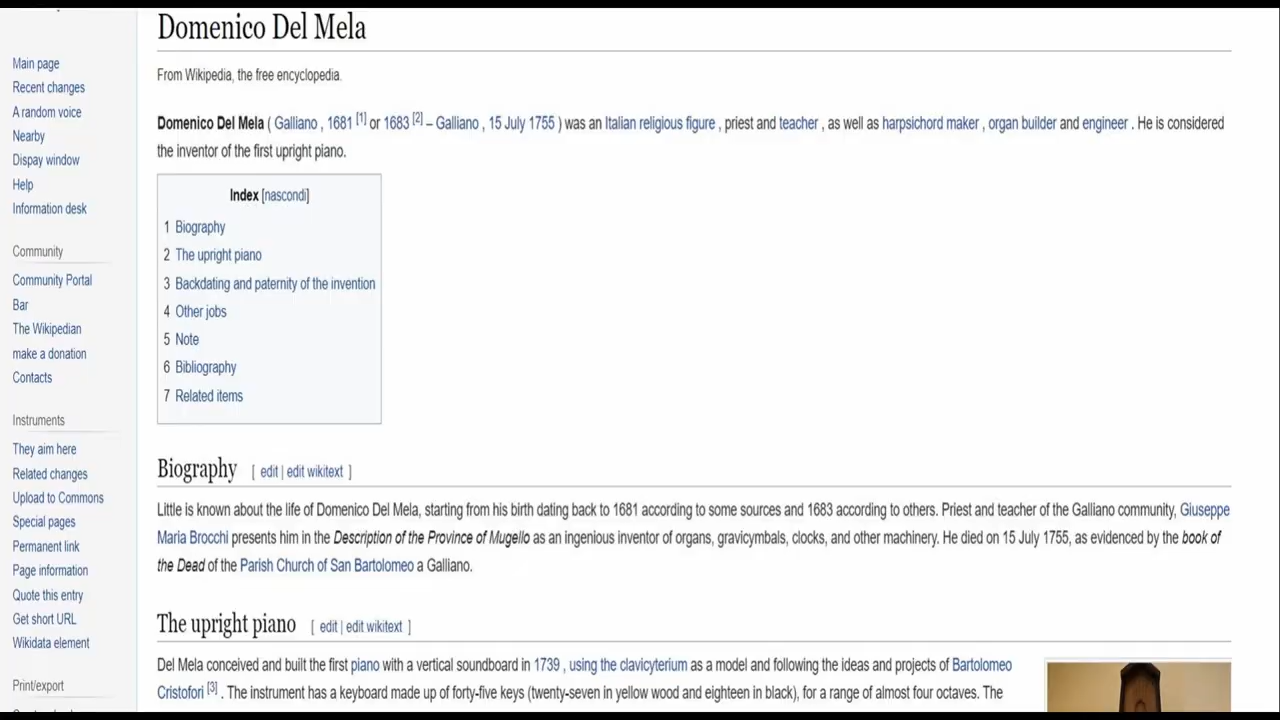 Domenico Del Mela
From Wikipedia, the free encyclopedia.
Main page
Recent changes
A random voice
Nearby
Dispay window
Help
Information desk
Community
Community Portal
Bar
The Wikipedian
make a donation
Contacts
Instruments
They aim here
Related changes
Upload to Commons
Special pages
Permanent link
Page information
Quote this entry
Get short URL
Wikidata element
Print/export
Domenico Del Mela ( Galliano , 1681 [1] or 1683 [2] – Galliano , 15 July 1755 ) was an Italian religious figure , priest and teacher , as well as harpsichord maker , organ builder and engineer . He is considered
the inventor of the first upright piano.
Index [nascondi]
1 Biography
2 The upright piano
3 Backdating and paternity of the invention
4 Other jobs
5 Note
6 Bibliography
7 Related items
Biography [ edit | edit wikitext ]
Little is known about the life of Domenico Del Mela, starting from his birth dating back to 1681 according to some sources and 1683 according to others. Priest and teacher of the Galliano community, Giuseppe
Maria Brocchi presents him in the Description of the Province of Mugello as an ingenious inventor of organs, gravicymbals, clocks, and other machinery. He died on 15 July 1755, as evidenced by the book of
the Dead of the Parish Church of San Bartolomeo a Galliano.
The upright piano [ edit | edit wikitext ]
Del Mela conceived and built the first piano with a vertical soundboard in 1739 , using the clavicyterium as a model and following the ideas and projects of Bartolomeo
Cristofori [3] . The instrument has a keyboard made up of forty-five keys (twenty-seven in yellow wood and eighteen in black), for a range of almost four octaves. The